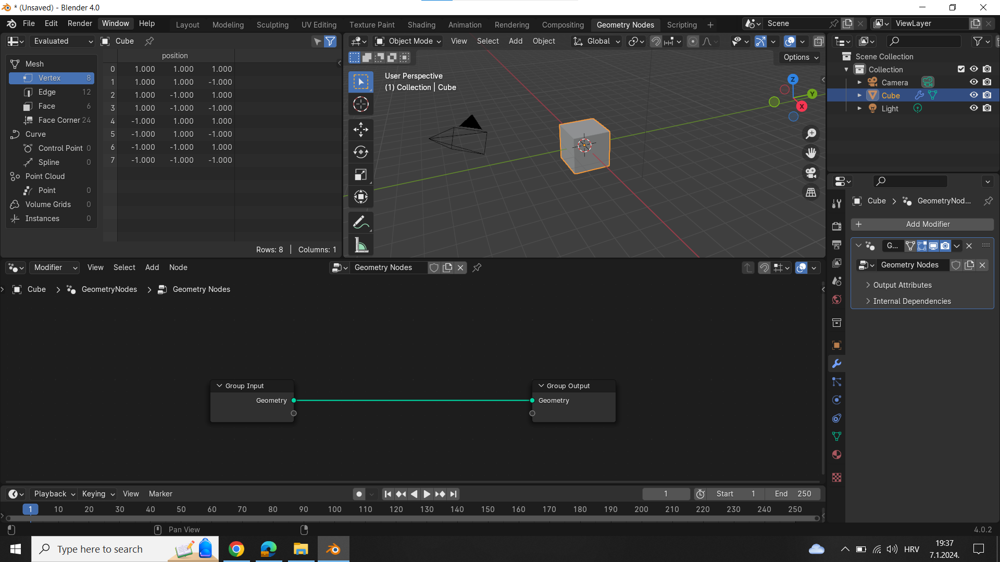 * (Unsaved) - Blender 4.0
File Edit Render Window Help Layout Modeling Sculpting UV Editing Texture Paint Shading Animation Rendering Compositing Geometry Nodes Scripting + Scene ViewLayer
Evaluated Cube
Object Mode View Select Add Object Global
Options
position
Mesh
Vertex 8
Edge 12
Face 6
Face Corner 24
Curve
Control Point 0
Spline 0
Point Cloud
Point 0
Volume Grids 0
Instances 0
0 1.000 1.000 1.000
1 1.000 1.000 -1.000
2 1.000 -1.000 1.000
3 1.000 -1.000 -1.000
4 -1.000 1.000 1.000
5 -1.000 1.000 -1.000
6 -1.000 -1.000 1.000
7 -1.000 -1.000 -1.000
Rows: 8 | Columns: 1
User Perspective
(1) Collection | Cube
Z
Y
X
Scene Collection
Collection
Camera
Cube
Light
Cube > GeometryNod...
+ Add Modifier
G...
Geometry Nodes
Output Attributes
Internal Dependencies
Modifier View Select Add Node Geometry Nodes
Cube > GeometryNodes > Geometry Nodes
Group Input
Geometry
Group Output
Geometry
Playback Keying View Marker 1 Start 1 End 250
1 10 20 30 40 50 60 70 80 90 100 110 120 130 140 150 160 170 180 190 200 210 220 230 240 250
Pan View 4.0.2
Type here to search
HRV
19:37
7.1.2024.